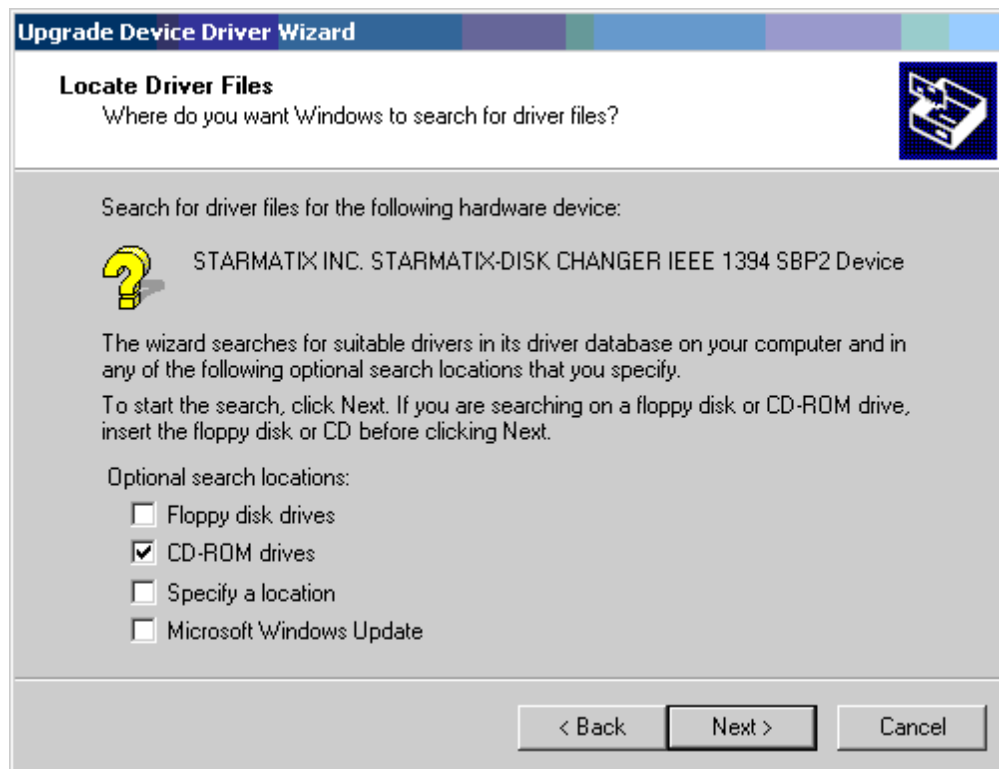 Upgrade Device Driver Wizard
Locate Driver Files
Where do you want Windows to search for driver files?
Search for driver files for the following hardware device:
STARMATIX INC. STARMATIX-DISK CHANGER IEEE 1394 SBP2 Device
The wizard searches for suitable drivers in its driver database on your computer and in
any of the following optional search locations that you specify.
To start the search, click Next. If you are searching on a floppy disk or CD-ROM drive,
insert the floppy disk or CD before clicking Next.
Optional search locations:
Floppy disk drives
CD-ROM drives
Specify a location
Microsoft Windows Update
< Back Next > Cancel